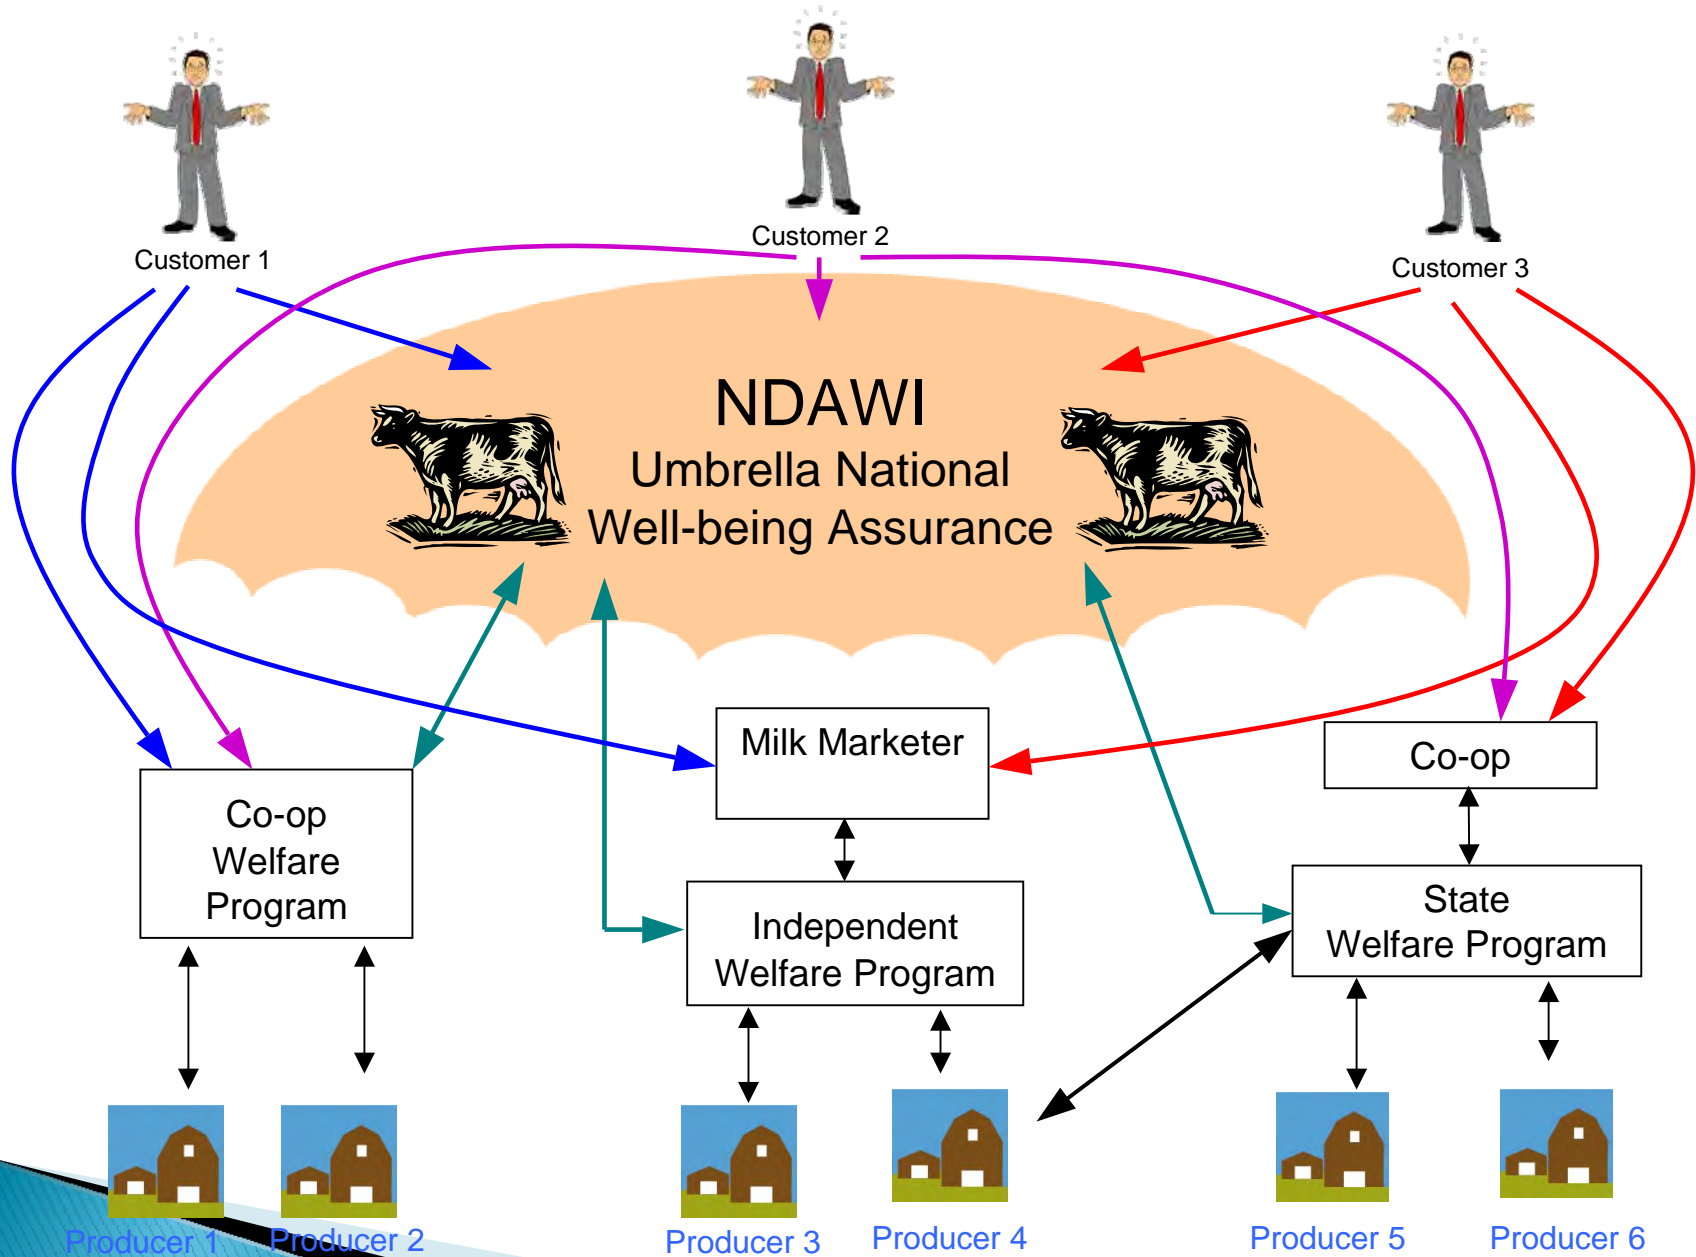 Customer 1
Customer 2
Customer 3
NDAWI
Umbrella National
Well-being Assurance
Milk Marketer
Co-op
Co-op
Welfare
Program
Independent
Welfare Program
State
Welfare Program
Producer 1
Producer 2
Producer 3
Producer 4
Producer 5
Producer 6